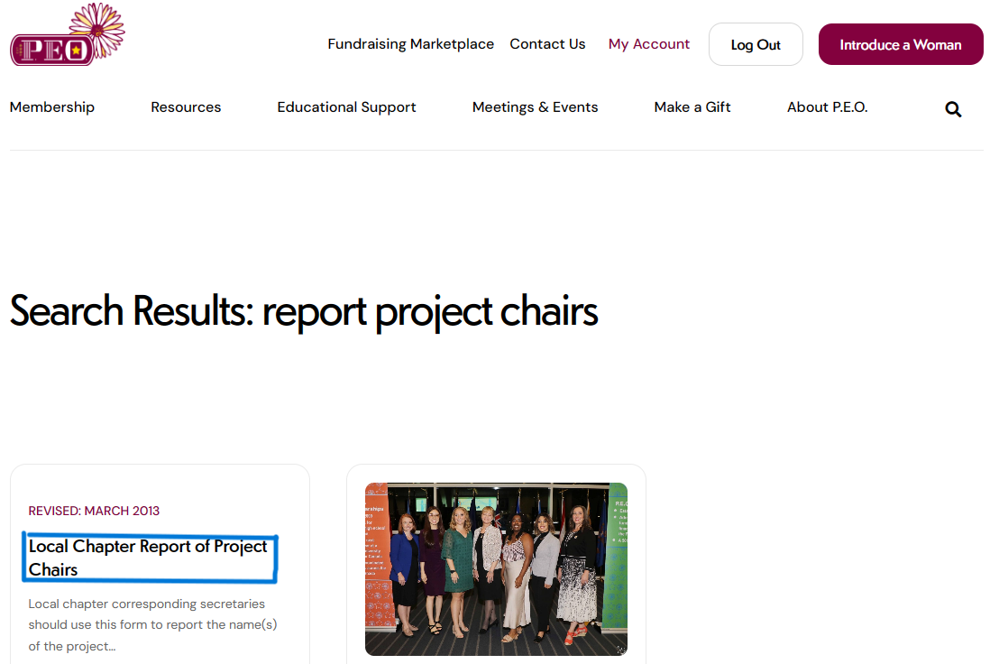 PEO
Fundraising Marketplace Contact Us My Account Log Out Introduce a Woman
Membership Resources Educational Support Meetings & Events Make a Gift About P.E.O.
Search Results: report project chairs
REVISED: MARCH 2013
Local Chapter Report of Project
Chairs
Local chapter corresponding secretaries
should use this form to report the name(s)
of the project…